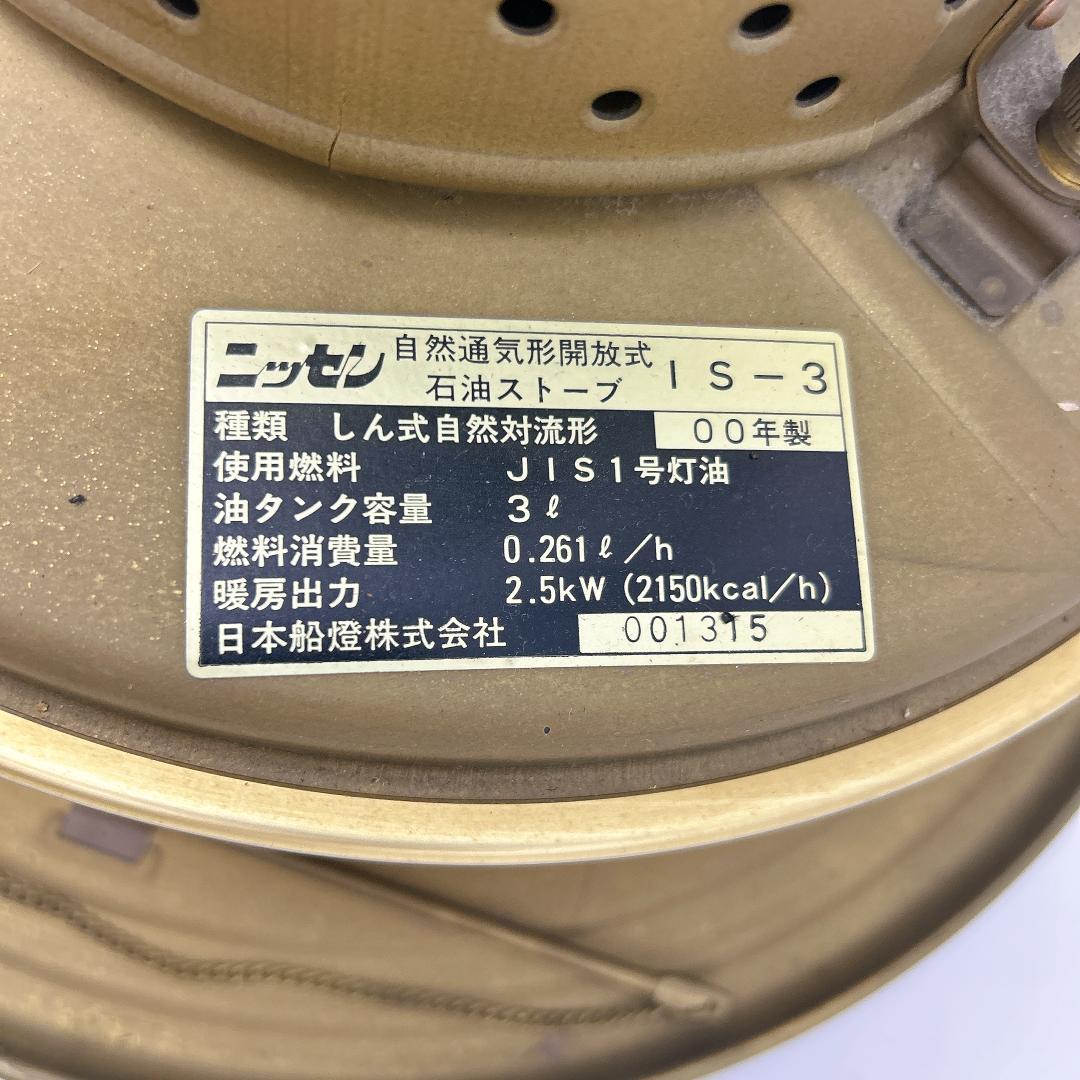 ニッセン 自然通気形開放式 石油ストーブ IS-3
種類 しん式自然対流形 00年製
使用燃料 JIS1号灯油
油タンク容量 3ℓ
燃料消費量 0.261ℓ/h
暖房出力 2.5kW (2150kcal/h)
日本船燈株式会社 001315